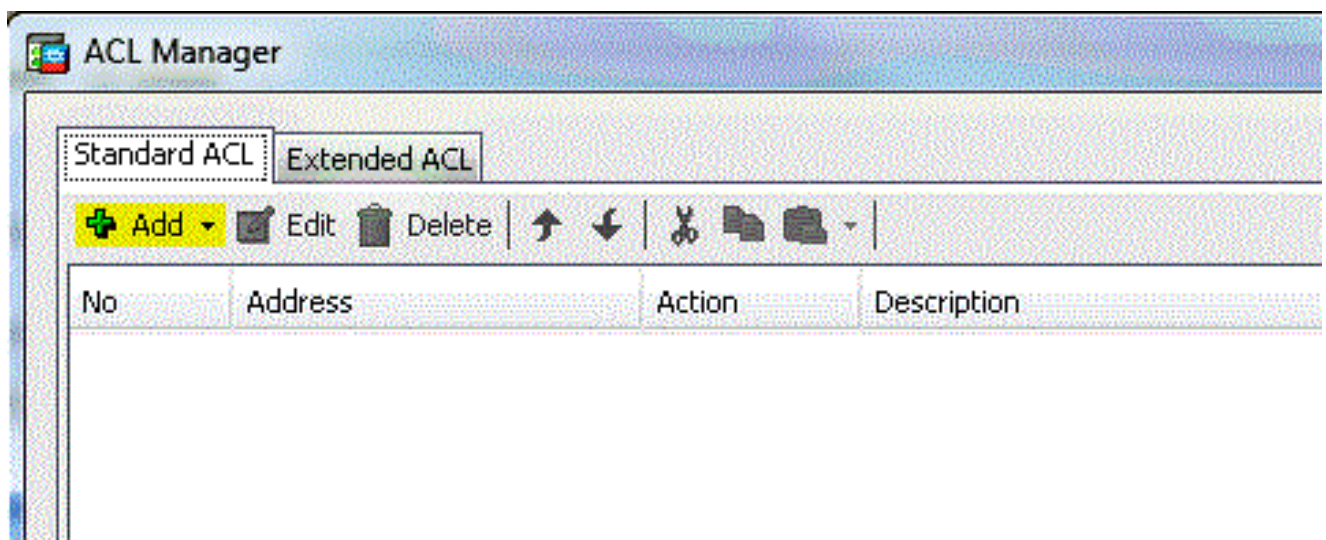 ACL Manager
Standard ACL Extended ACL
Add Edit Delete
No Address Action Description